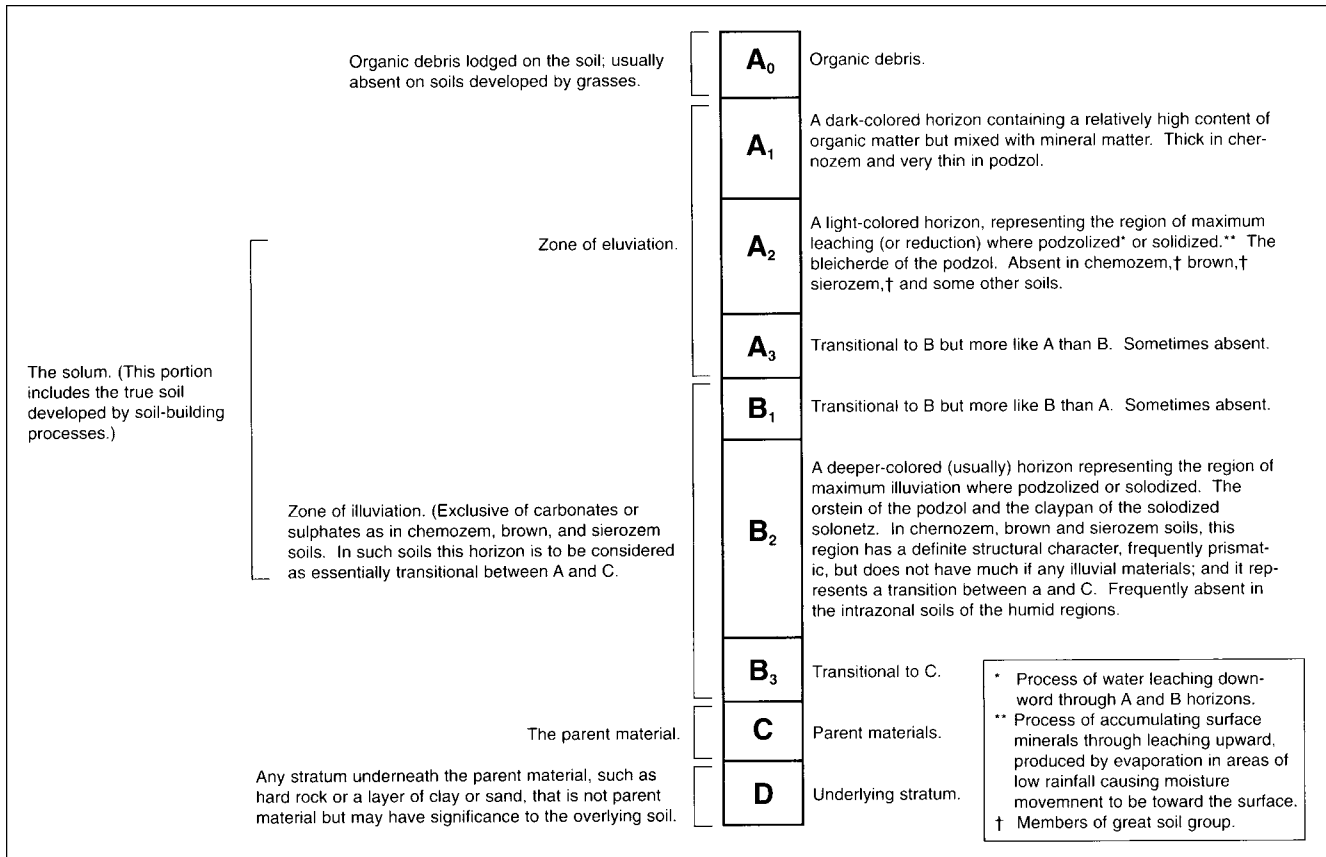 Organic debris lodged on the soil; usually
absent on soils developed by grasses.
A0
Organic debris.
A1
A dark-colored horizon containing a relatively high content of
organic matter but mixed with mineral matter. Thick in cher-
nozem and very thin in podzol.
Zone of eluviation.
A2
A light-colored horizon, representing the region of maximum
leaching (or reduction) where podzolized* or solidized.** The
bleicherde of the podzol. Absent in chemozem,† brown,†
sierozem,† and some other soils.
A3
Transitional to B but more like A than B. Sometimes absent.
The solum. (This portion
includes the true soil
developed by soil-building
processes.)
B1
Transitional to B but more like B than A. Sometimes absent.
Zone of illuviation. (Exclusive of carbonates or
sulphates as in chemozem, brown, and sierozem
soils. In such soils this horizon is to be considered
as essentially transitional between A and C.
B2
A deeper-colored (usually) horizon representing the region of
maximum illuviation where podzolized or solodized. The
orstein of the podzol and the claypan of the solodized
solonetz. In chernozem, brown and sierozem soils, this
region has a definite structural character, frequently prismat-
ic, but does not have much if any illuvial materials; and it rep-
resents a transition between a and C. Frequently absent in
the intrazonal soils of the humid regions.
B3
Transitional to C.
The parent material.
C
Parent materials.
Any stratum underneath the parent material, such as
hard rock or a layer of clay or sand, that is not parent
material but may have significance to the overlying soil.
D
Underlying stratum.
* Process of water leaching down-
word through A and B horizons.
** Process of accumulating surface
minerals through leaching upward,
produced by evaporation in areas of
low rainfall causing moisture
movemnent to be toward the surface.
† Members of great soil group.